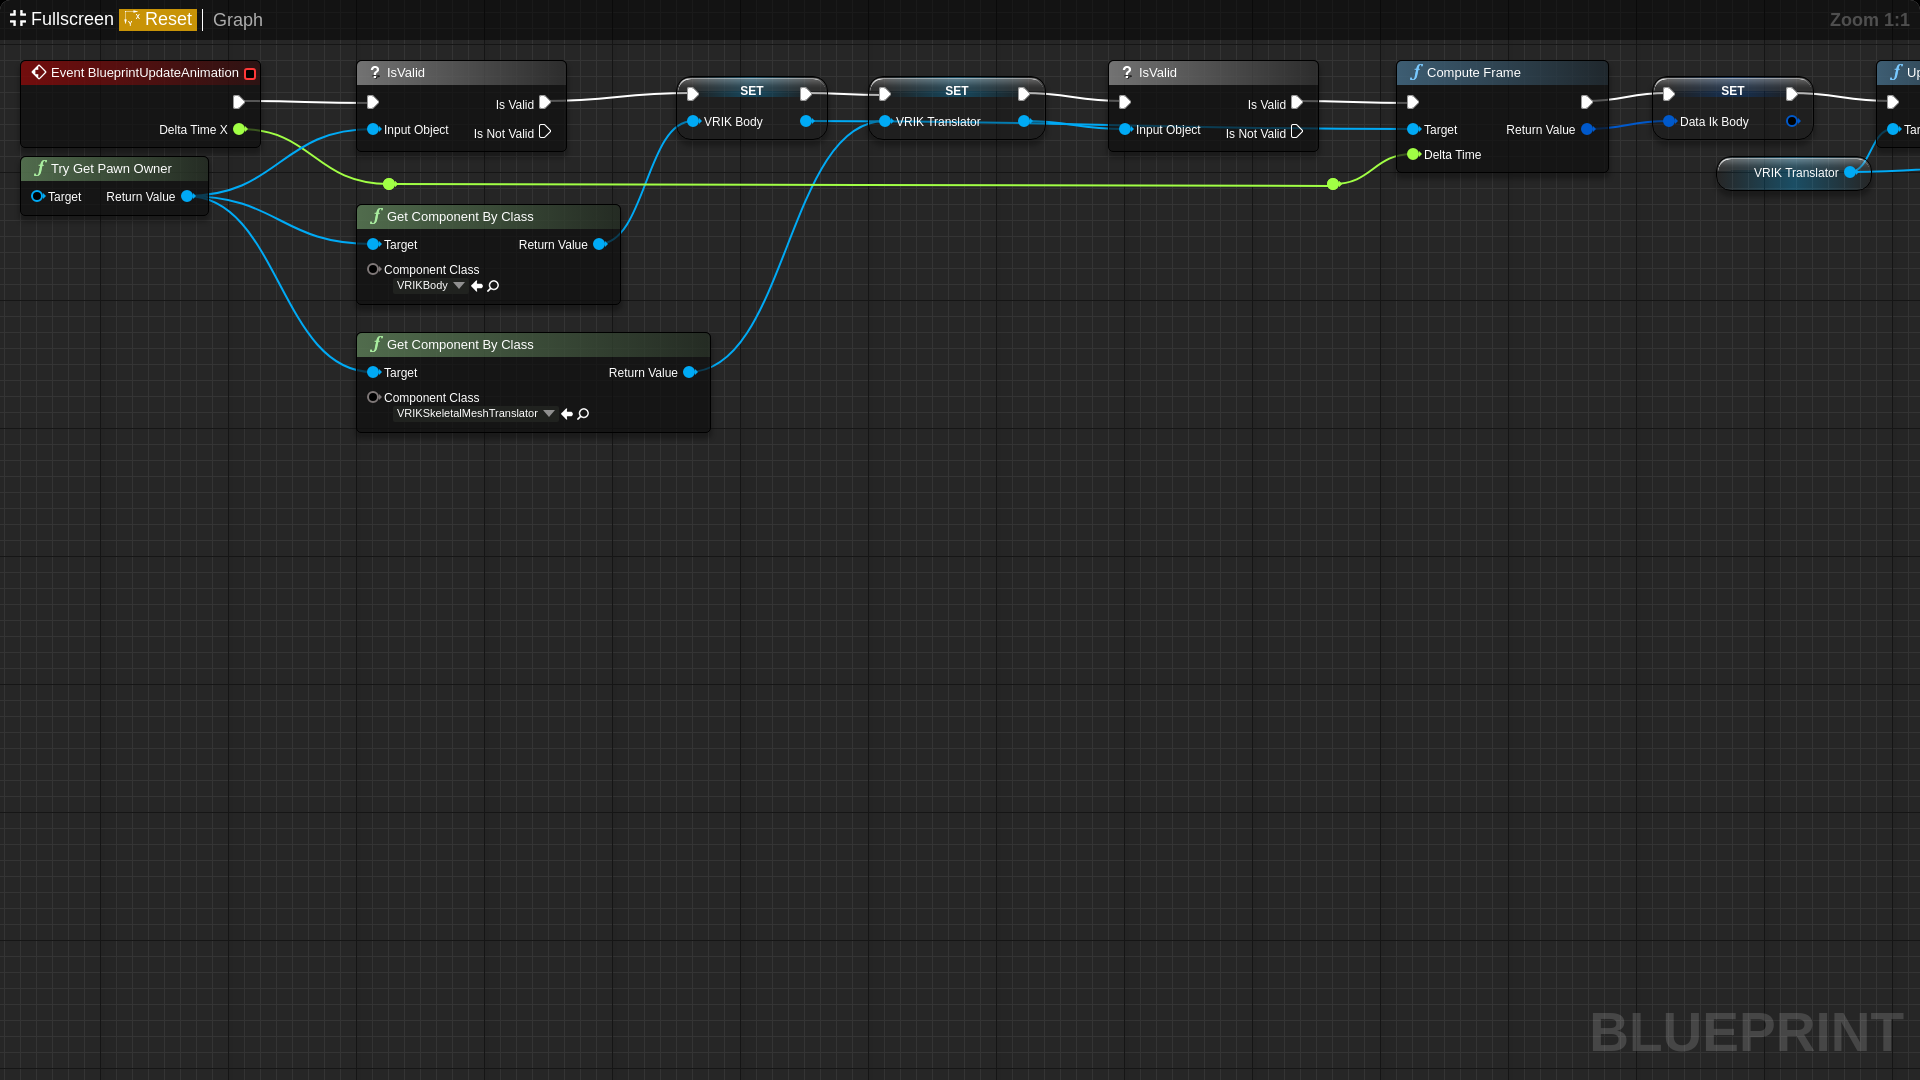 Fullscreen Reset Graph Zoom 1:1
Event BlueprintUpdateAnimation
Delta Time X
Try Get Pawn Owner
Target Return Value
? IsValid
Is Valid
Input Object Is Not Valid
f Get Component By Class
Target Return Value
Component Class
VRIKBody
f Get Component By Class
Target Return Value
Component Class
VRIKSkeletalMeshTranslator
SET
VRIK Body
SET
VRIK Translator
? IsValid
Is Valid
Input Object Is Not Valid
f Compute Frame
Target Return Value
Delta Time
SET
Data Ik Body
VRIK Translator
f Up
Tar
BLUEPRINT